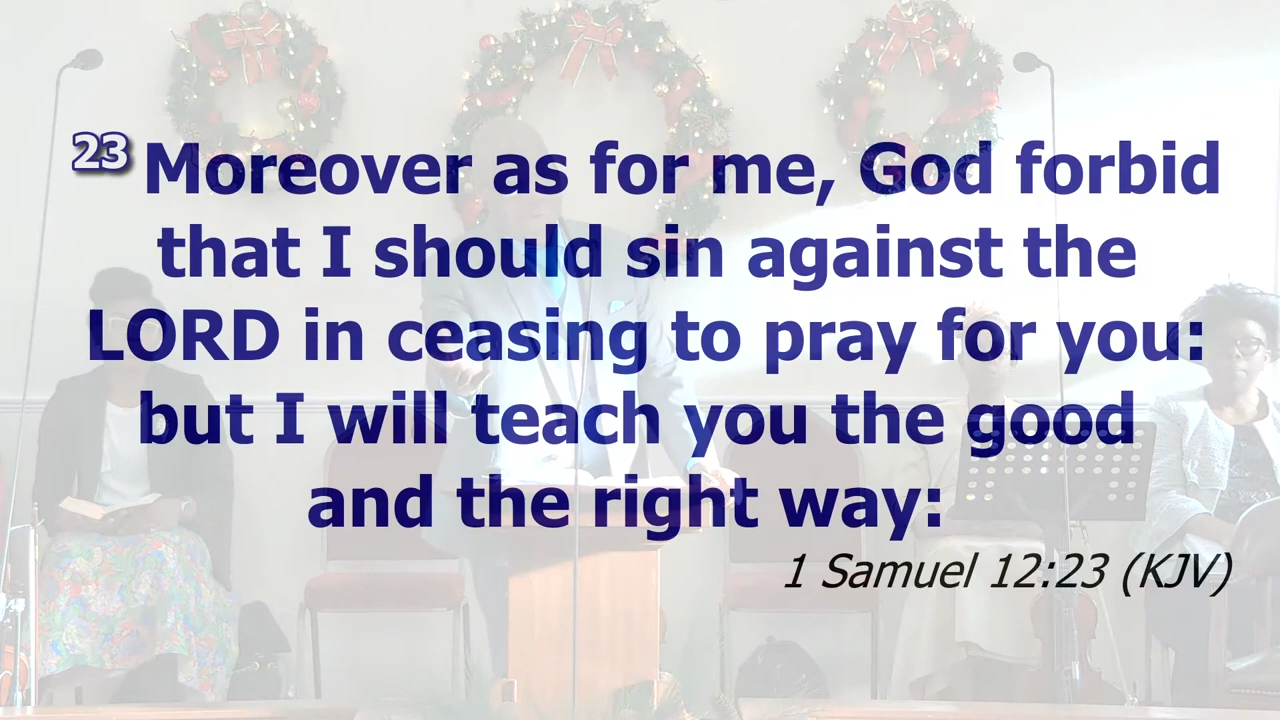 23 Moreover as for me, God forbid
that I should sin against the
LORD in ceasing to pray for you:
but I will teach you the good
and the right way:
1 Samuel 12:23 (KJV)